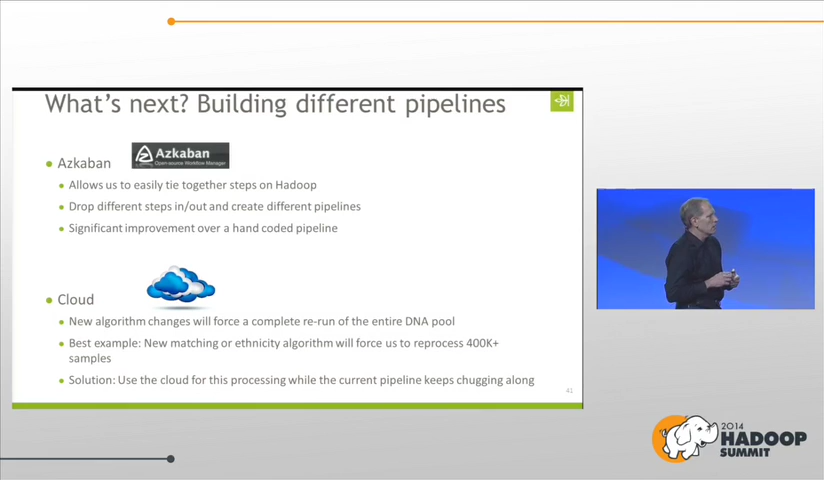 What's next? Building different pipelines
Azkaban
Azkaban
Open-source Workflow Manager
Allows us to easily tie together steps on Hadoop
Drop different steps in/out and create different pipelines
Significant improvement over a hand coded pipeline
Cloud
New algorithm changes will force a complete re-run of the entire DNA pool
Best example: New matching or ethnicity algorithm will force us to reprocess 400K+
samples
Solution: Use the cloud for this processing while the current pipeline keeps chugging along
41
2014
HADOOP
SUMMIT